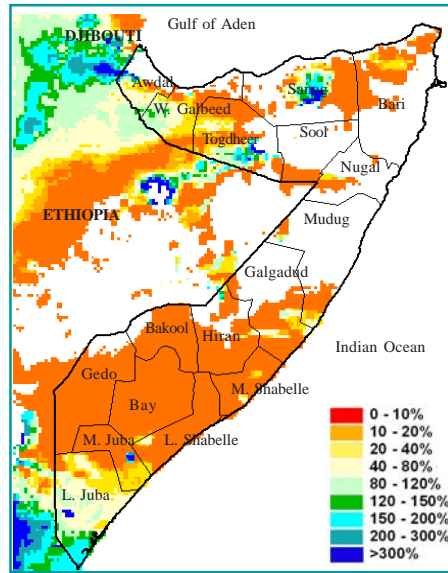 Gulf of Aden
DJIBOUTI
Awdal
Sanag
Bari
W. Galbeed
Togdheer
Sool
Nugal
ETHIOPIA
Mudug
Galgadud
Bakool
Hiran
Indian Ocean
Gedo
Bay
M. Shabelle
M. Juba
L. Shabelle
L. Juba
0 - 10%
10 - 20%
20 - 40%
40 - 80%
80 - 120%
120 - 150%
150 - 200%
200 - 300%
>300%